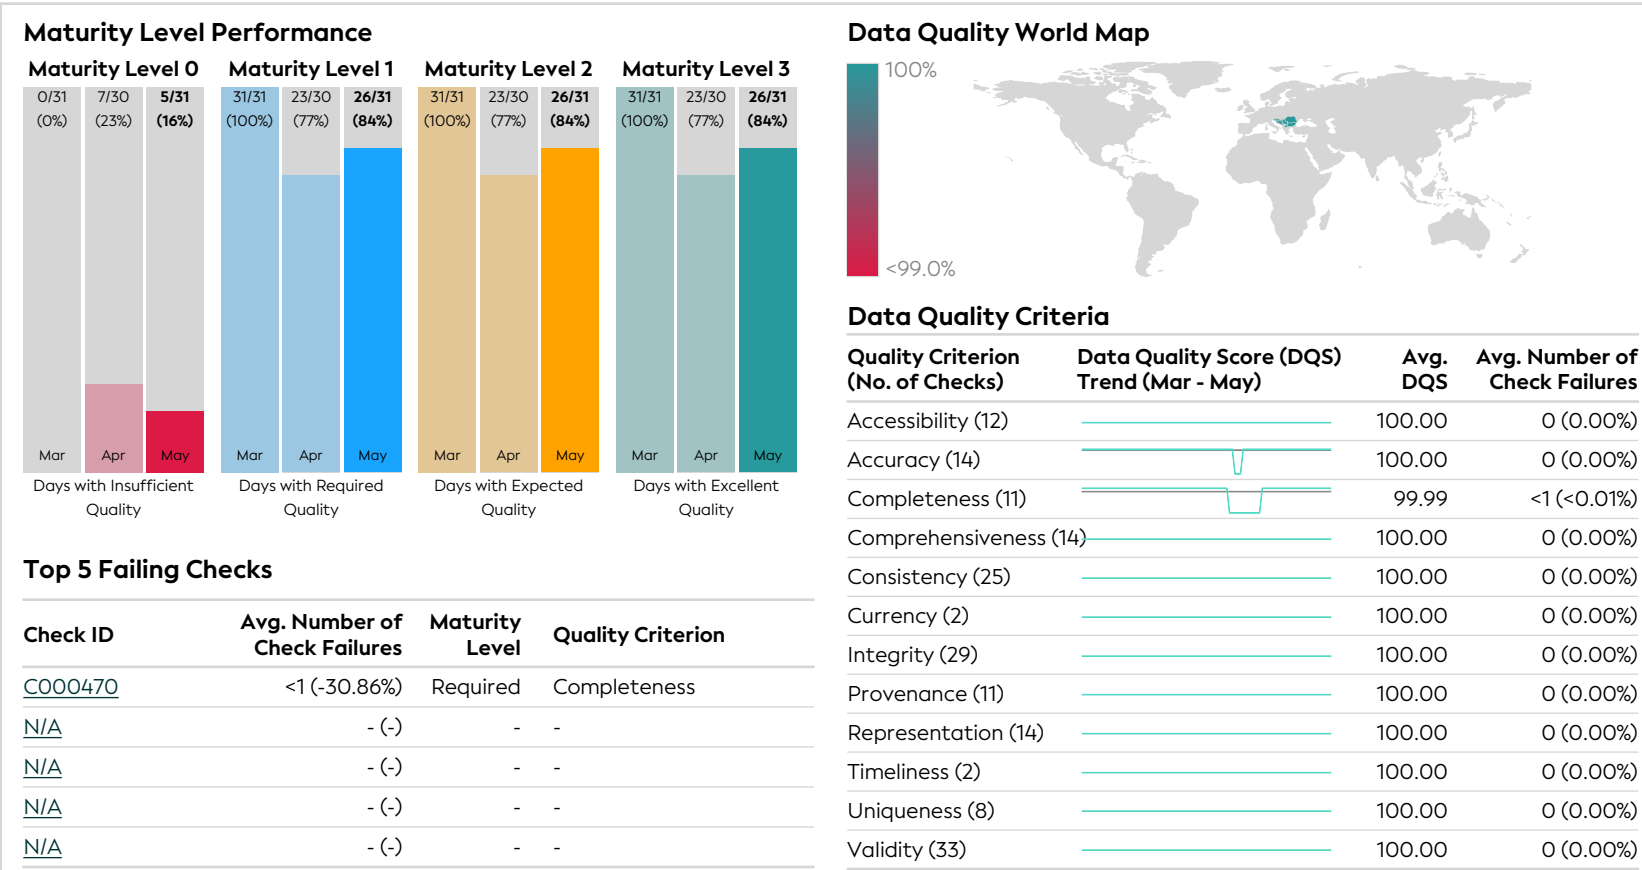 Maturity Level Performance
Maturity Level 0
Maturity Level 1
Maturity Level 2
Maturity Level 3
0/31 7/30 5/31
(0%) (23%) (16%)
31/31 23/30 26/31
(100%) (77%) (84%)
31/31 23/30 26/31
(100%) (77%) (84%)
31/31 23/30 26/31
(100%) (77%) (84%)
Mar Apr May
Mar Apr May
Mar Apr May
Mar Apr May
Days with Insufficient
Quality
Days with Required
Quality
Days with Expected
Quality
Days with Excellent
Quality
Top 5 Failing Checks
Check ID
Avg. Number of
Check Failures
Maturity
Level
Quality Criterion
C000470 <1 (-30.86%) Required Completeness
N/A - (-) - -
N/A - (-) - -
N/A - (-) - -
N/A - (-) - -
Data Quality World Map
100%
<99.0%
Data Quality Criteria
Quality Criterion
(No. of Checks)
Data Quality Score (DQS)
Trend (Mar - May)
Avg.
DQS
Avg. Number of
Check Failures
Accessibility (12) 100.00 0 (0.00%)
Accuracy (14) 100.00 0 (0.00%)
Completeness (11) 99.99 <1 (<0.01%)
Comprehensiveness (14) 100.00 0 (0.00%)
Consistency (25) 100.00 0 (0.00%)
Currency (2) 100.00 0 (0.00%)
Integrity (29) 100.00 0 (0.00%)
Provenance (11) 100.00 0 (0.00%)
Representation (14) 100.00 0 (0.00%)
Timeliness (2) 100.00 0 (0.00%)
Uniqueness (8) 100.00 0 (0.00%)
Validity (33) 100.00 0 (0.00%)